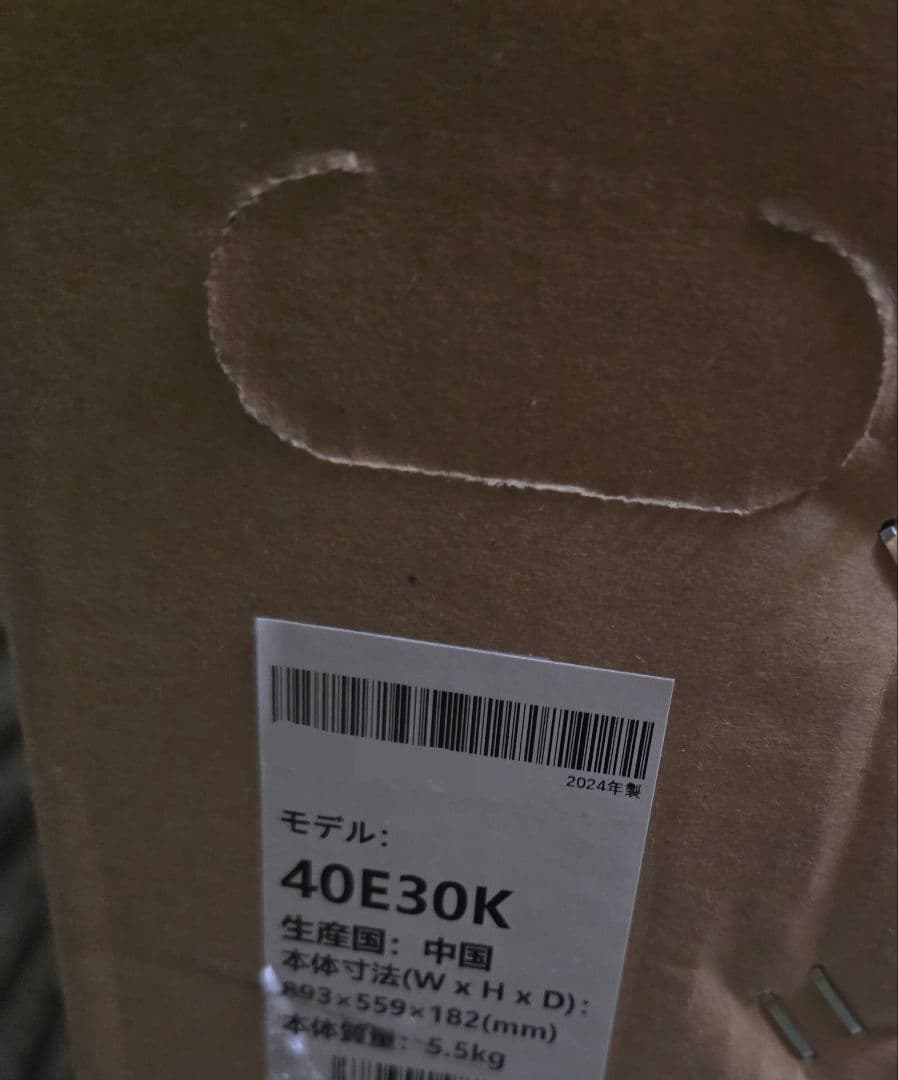 2024年製
モデル:
40E30K
生産国: 中国
本体寸法(W x H x D):
893×559×182(mm)
本体質量: 5.5kg